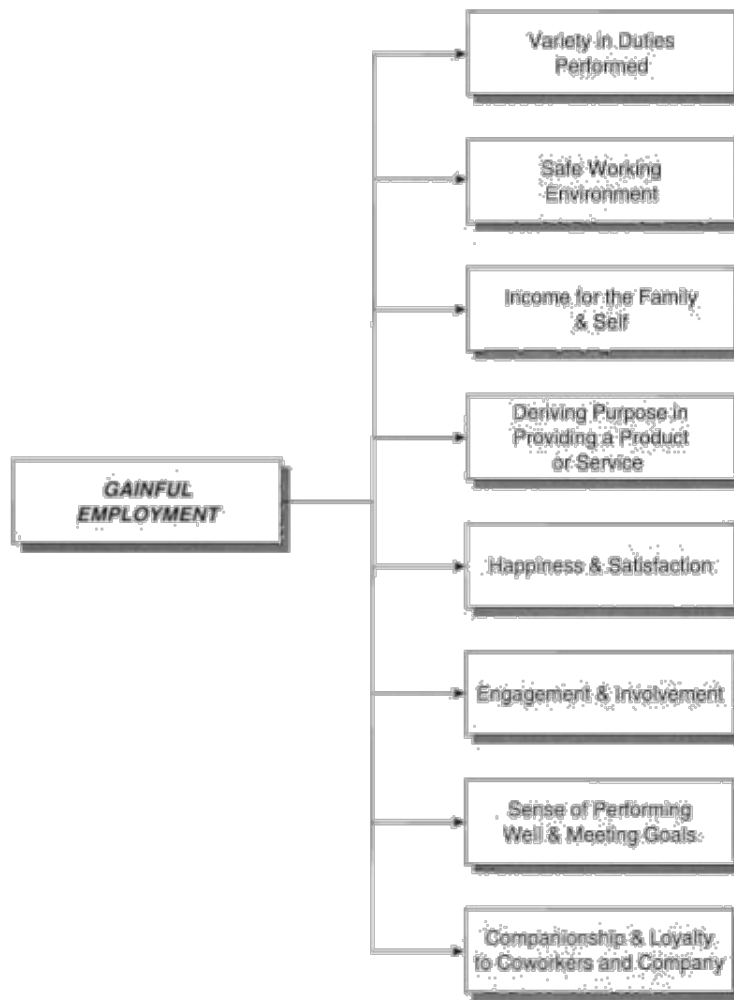 Variety in Duties
Performed
Safe Working
Environment
Income for the Family
& Self
Deriving Purpose in
Providing a Product
or Service
GAINFUL
EMPLOYMENT
Happiness & Satisfaction
Engagement & Involvement
Sense of Performing
Well & Meeting Goals
Companionship & Loyalty
to Coworkers and Company